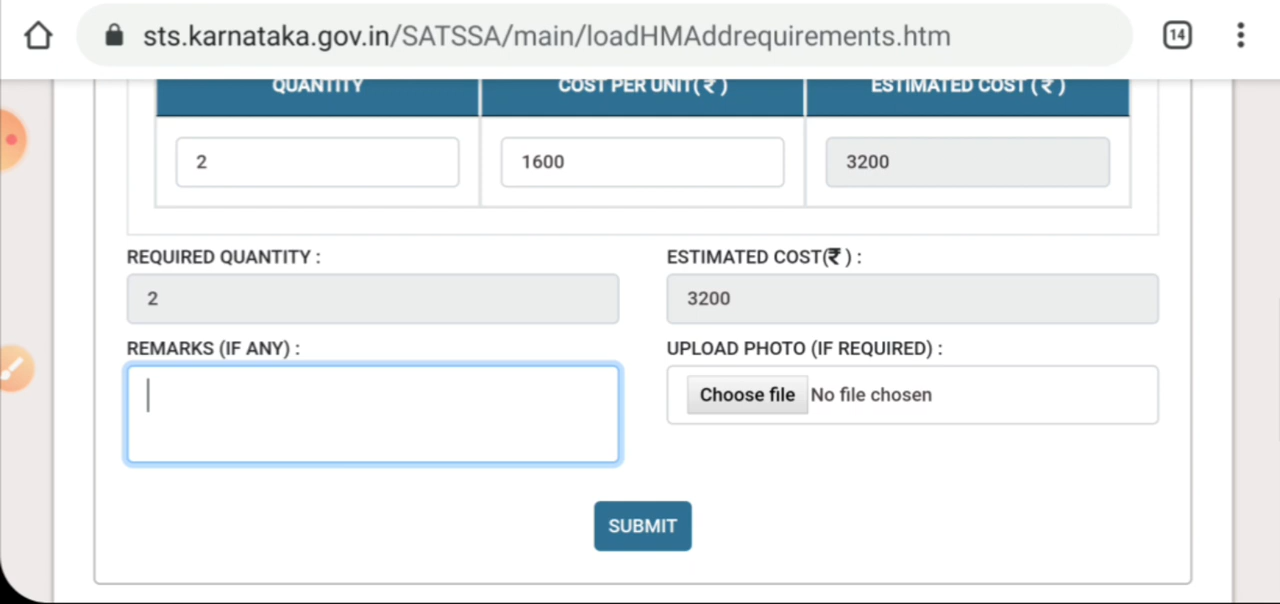 sts.karnataka.gov.in/SATSSA/main/loadHMAddrequirements.htm 14
QUANTITY COST PER UNIT(₹) ESTIMATED COST (₹)
2 1600 3200
REQUIRED QUANTITY : ESTIMATED COST(₹) :
2 3200
REMARKS (IF ANY) : UPLOAD PHOTO (IF REQUIRED) :
Choose file No file chosen
SUBMIT